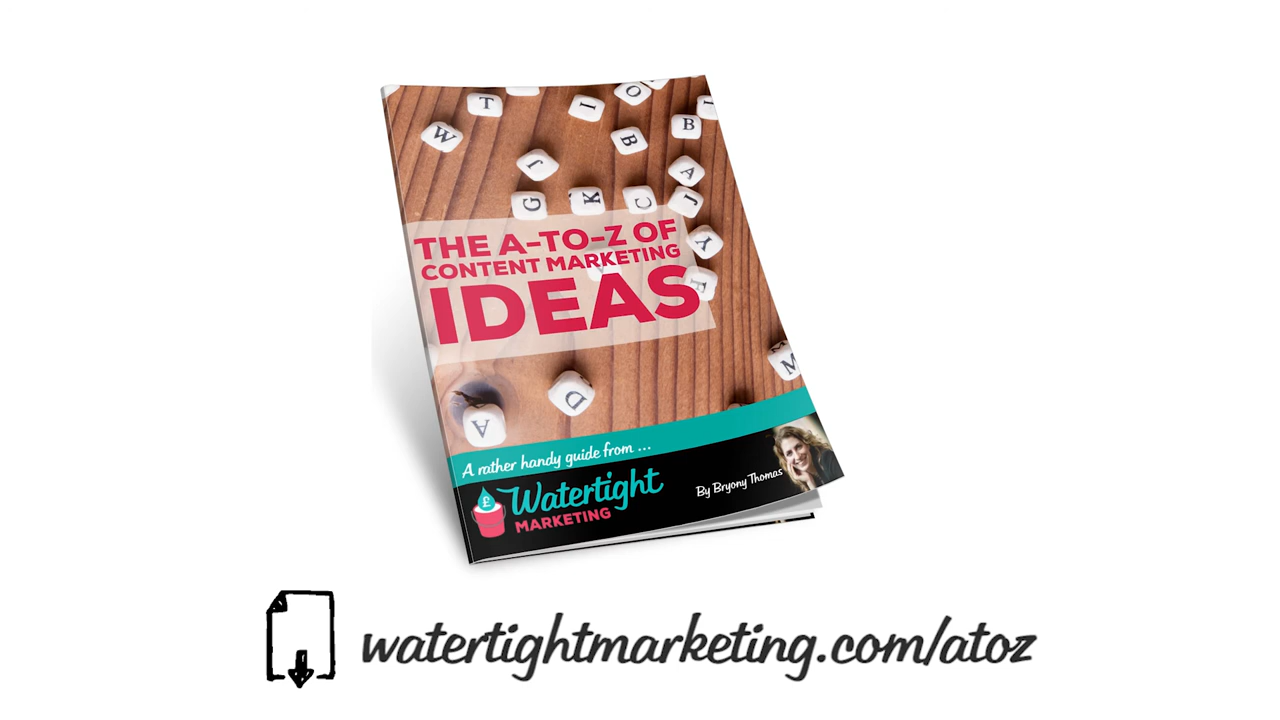 T
I
O
I
W
B
B
J
A
G
K
C
J
Y
THE A-TO-Z OF
CONTENT MARKETING
IDEAS
M
D
A
A rather handy guide from ...
£
Watertight
MARKETING
By Bryony Thomas
watertightmarketing.com/atoz